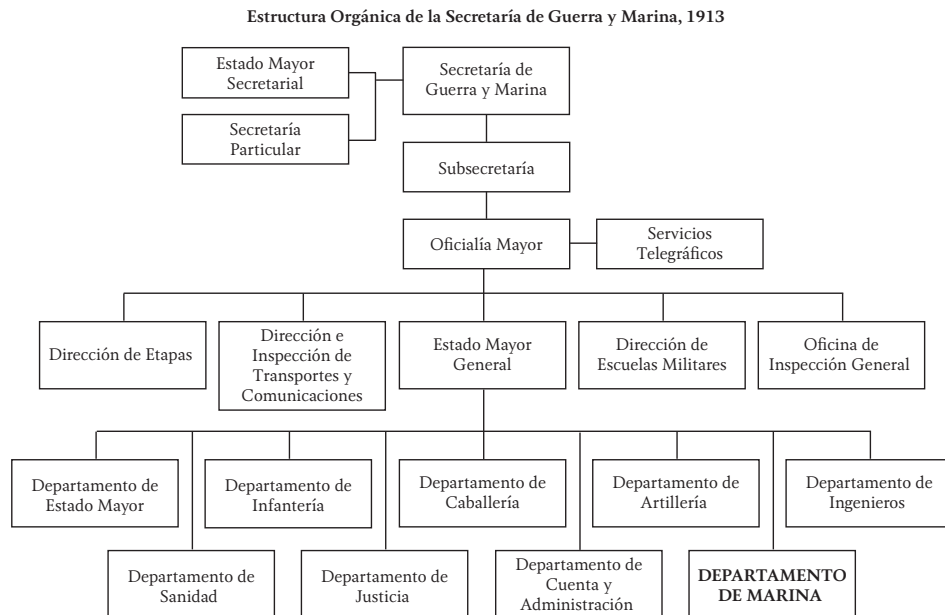 Estructura Orgánica de la Secretaría de Guerra y Marina, 1913
Estado Mayor
Secretarial
Secretaría de
Guerra y Marina
Secretaría
Particular
Subsecretaría
Oficialía Mayor
Servicios
Telegráficos
Dirección de Etapas
Dirección e
Inspección de
Transportes y
Comunicaciones
Estado Mayor
General
Dirección de
Escuelas Militares
Oficina de
Inspección General
Departamento de
Estado Mayor
Departamento de
Infantería
Departamento de
Caballería
Departamento de
Artillería
Departamento de
Ingenieros
Departamento de
Sanidad
Departamento de
Justicia
Departamento de
Cuenta y
Administración
DEPARTAMENTO
DE MARINA